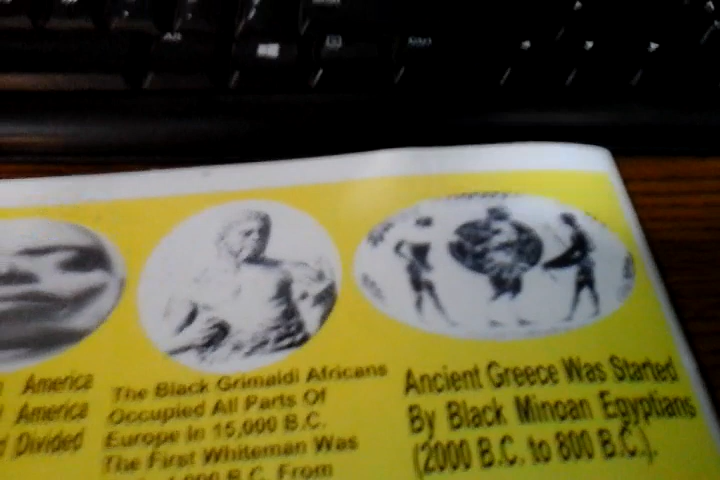 America
America
Divided
The Black Grimaldi Africans
Occupied All Parts Of
Europe In 15,000 B.C.
The First Whiteman Was
B.C. From
Ancient Greece Was Started
By Black Minoan Egyptians
(2000 B.C. to 800 B.C.).